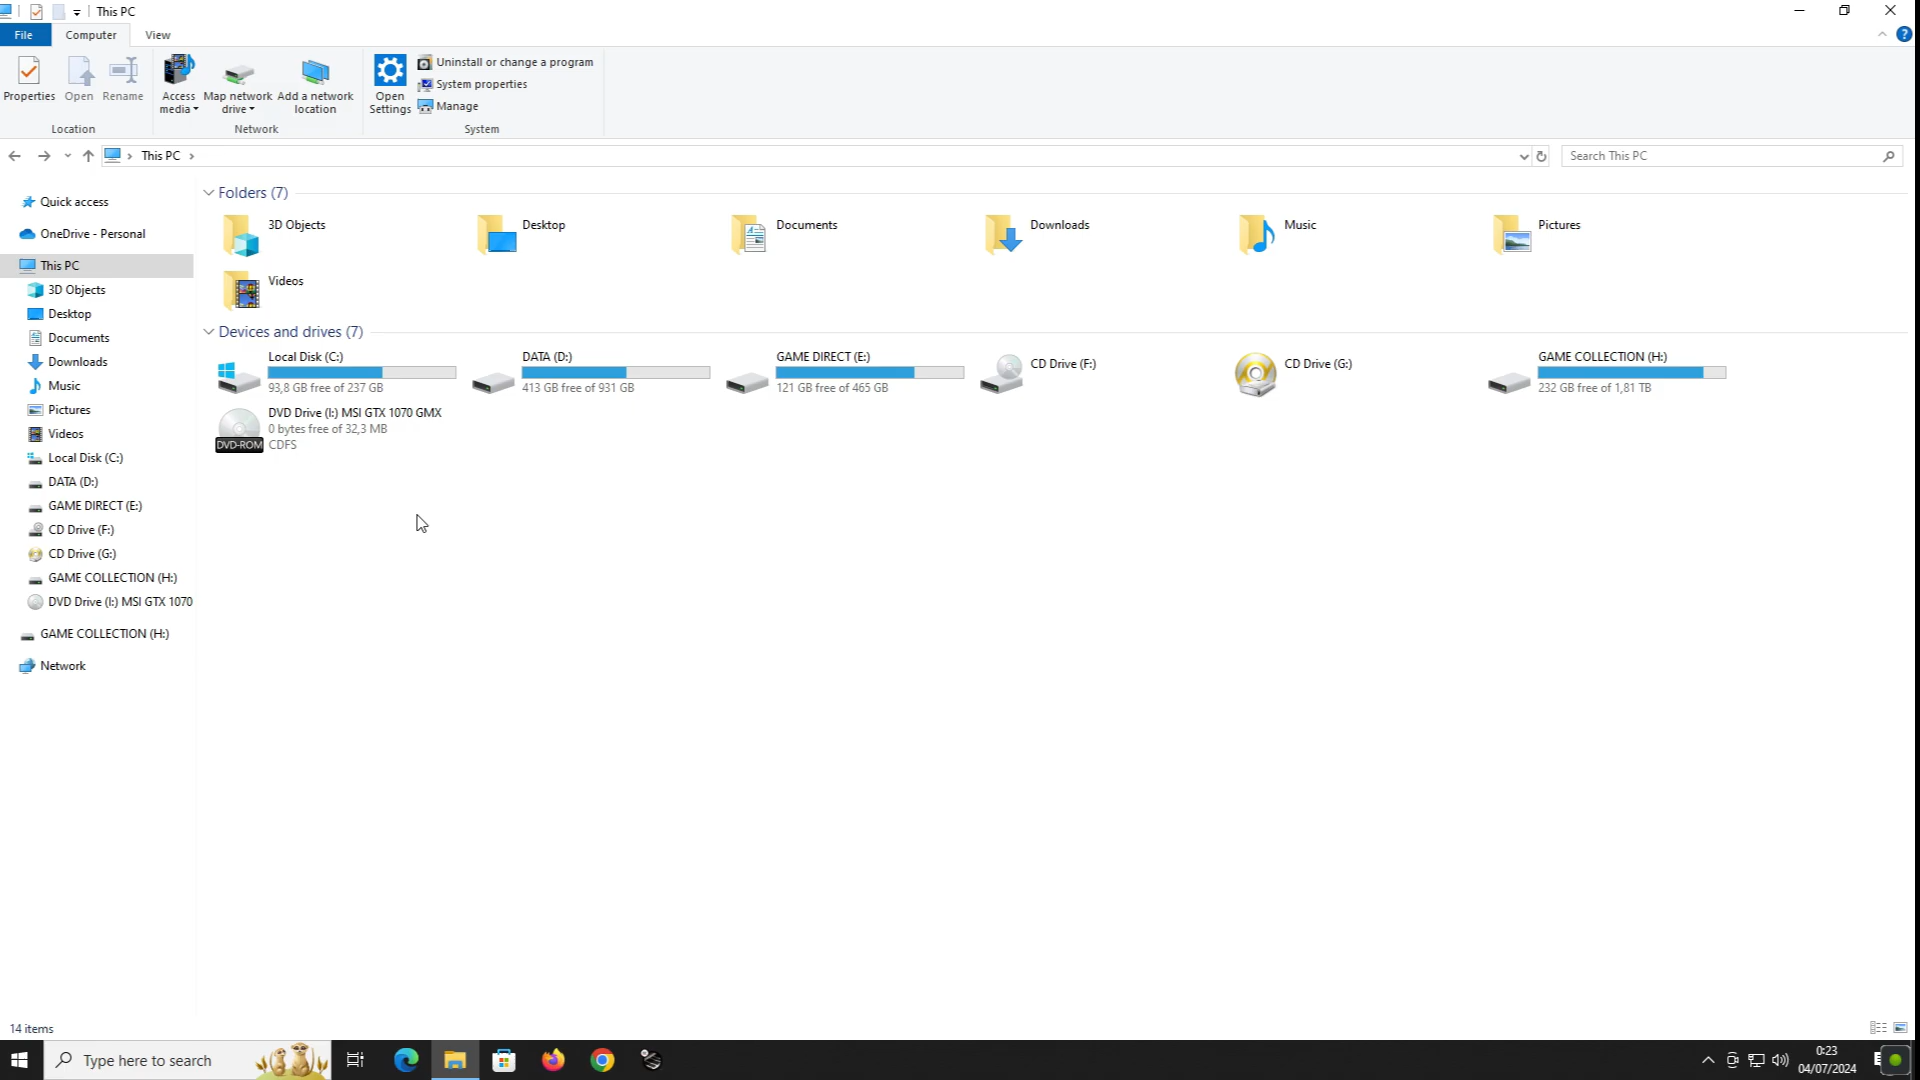 This PC
File
Computer
View
Properties
Open
Rename
Access
media
Map network
drive
Add a network
location
Open
Settings
Uninstall or change a program
System properties
Manage
Location
Network
System
This PC
Search This PC
Quick access
OneDrive - Personal
This PC
3D Objects
Desktop
Documents
Downloads
Music
Pictures
Videos
Local Disk (C:)
DATA (D:)
GAME DIRECT (E:)
CD Drive (F:)
CD Drive (G:)
GAME COLLECTION (H:)
DVD Drive (I:) MSI GTX 1070
GAME COLLECTION (H:)
Network
Folders (7)
3D Objects
Desktop
Documents
Downloads
Music
Pictures
Videos
Devices and drives (7)
Local Disk (C:)
93,8 GB free of 237 GB
DATA (D:)
413 GB free of 931 GB
GAME DIRECT (E:)
121 GB free of 465 GB
CD Drive (F:)
CD Drive (G:)
GAME COLLECTION (H:)
232 GB free of 1,81 TB
DVD Drive (I:) MSI GTX 1070 GMX
0 bytes free of 32,3 MB
CDFS
DVD-ROM
14 items
Type here to search
0:23
04/07/2024